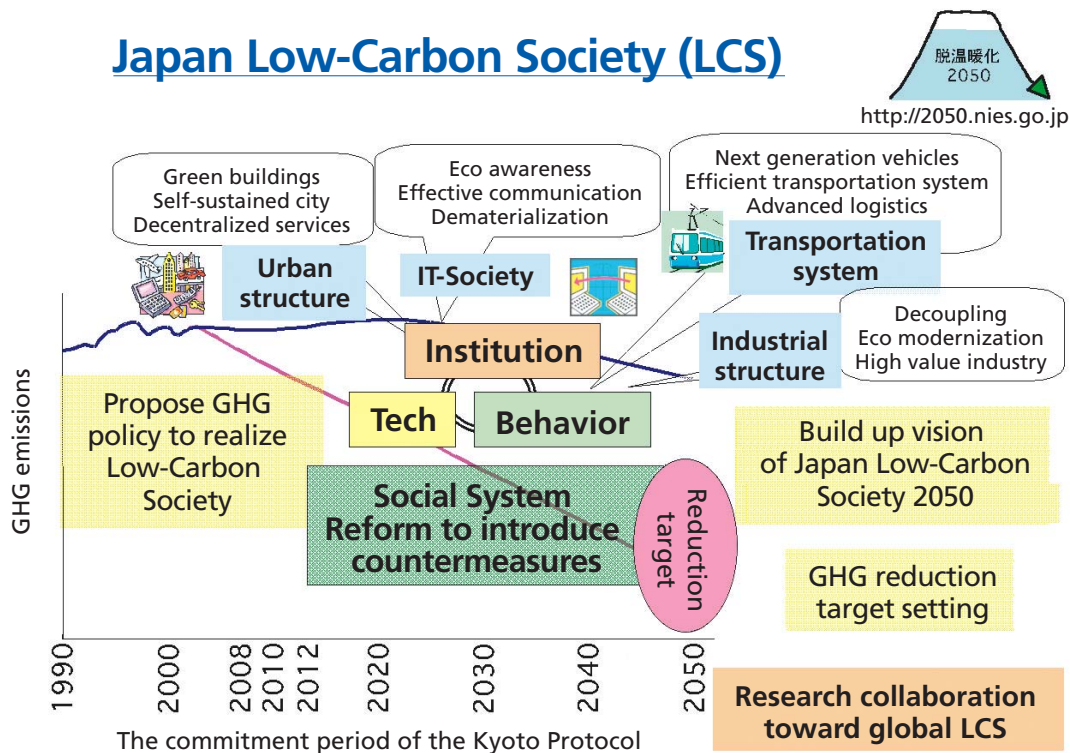 Japan Low-Carbon Society (LCS)
脱温暖化
2050
http://2050.nies.go.jp
Green buildings
Self-sustained city
Decentralized services
Eco awareness
Effective communication
Dematerialization
Next generation vehicles
Efficient transportation system
Advanced logistics
Urban
structure
IT-Society
Transportation
system
Decoupling
Eco modernization
High value industry
Industrial
structure
Institution
Tech
Behavior
GHG emissions
Propose GHG
policy to realize
Low-Carbon
Society
Social System
Reform to introduce
countermeasures
Reduction
target
Build up vision
of Japan Low-Carbon
Society 2050
GHG reduction
target setting
1990
2000
2008
2010
2012
2020
2030
2040
2050
The commitment period of the Kyoto Protocol
Research collaboration
toward global LCS